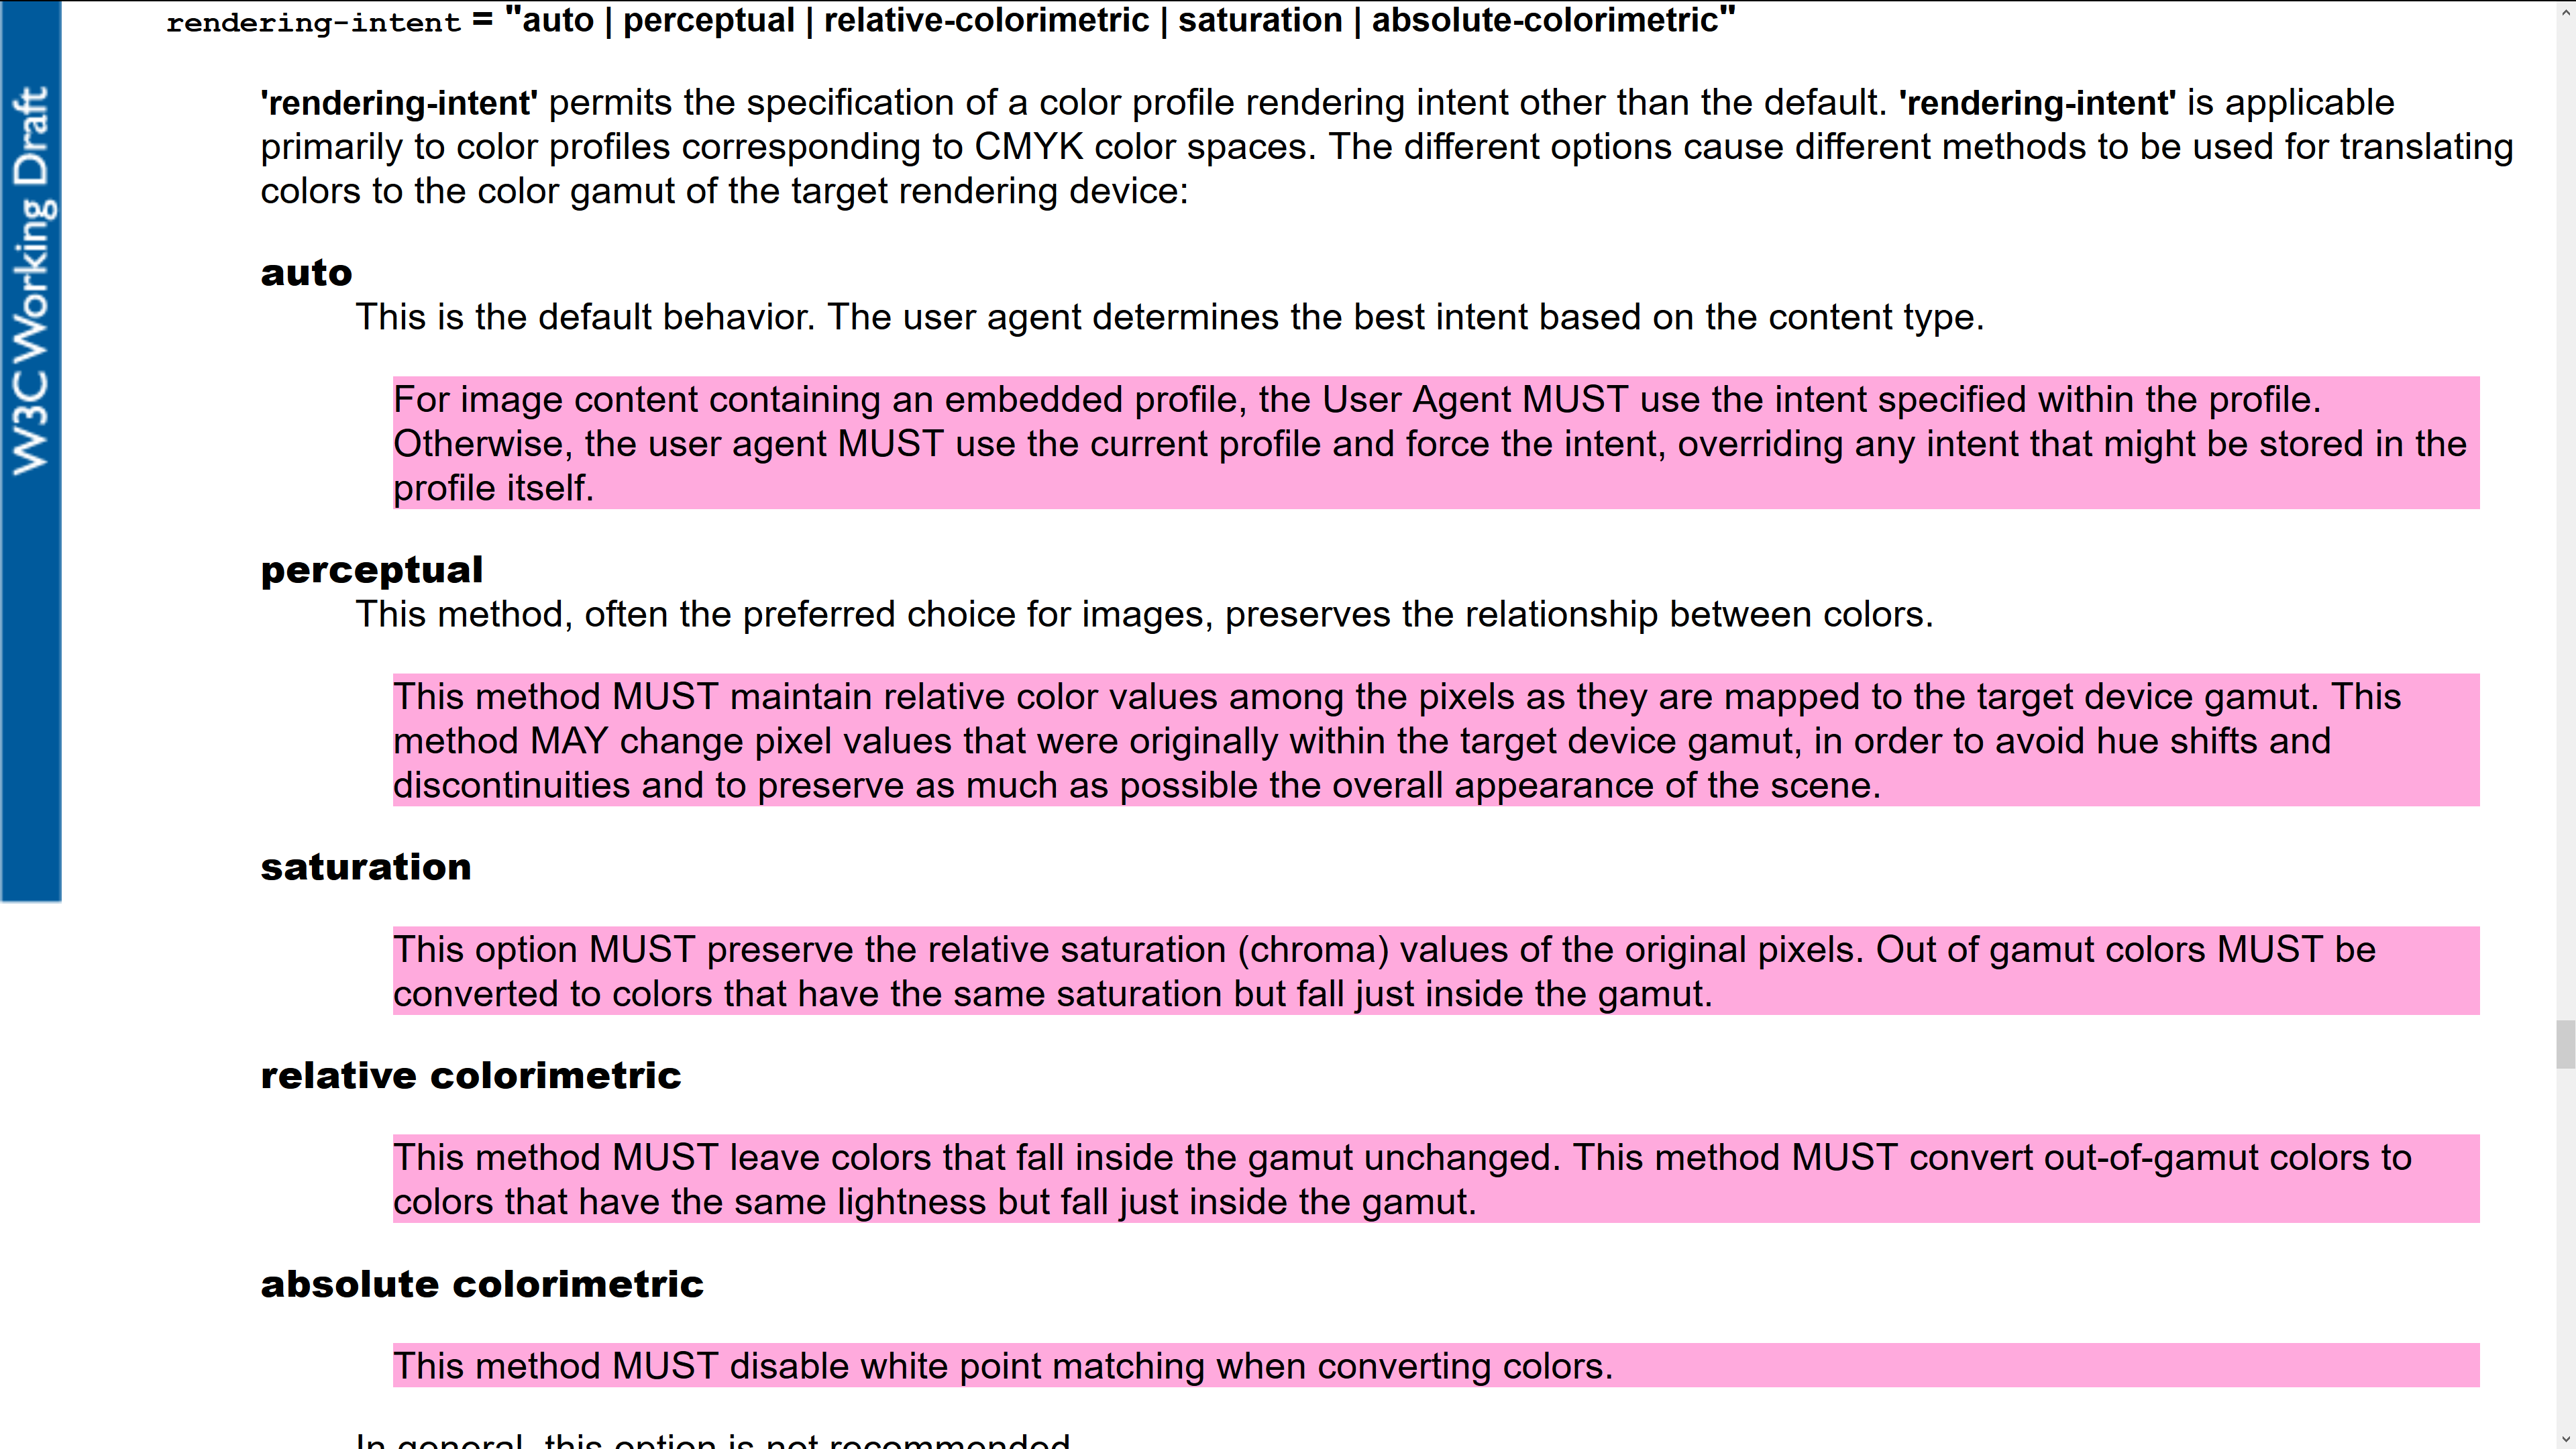 rendering-intent = "auto | perceptual | relative-colorimetric | saturation | absolute-colorimetric"
W3C Working Draft
'rendering-intent' permits the specification of a color profile rendering intent other than the default. 'rendering-intent' is applicable
primarily to color profiles corresponding to CMYK color spaces. The different options cause different methods to be used for translating
colors to the color gamut of the target rendering device:
auto
This is the default behavior. The user agent determines the best intent based on the content type.
For image content containing an embedded profile, the User Agent MUST use the intent specified within the profile.
Otherwise, the user agent MUST use the current profile and force the intent, overriding any intent that might be stored in the
profile itself.
perceptual
This method, often the preferred choice for images, preserves the relationship between colors.
This method MUST maintain relative color values among the pixels as they are mapped to the target device gamut. This
method MAY change pixel values that were originally within the target device gamut, in order to avoid hue shifts and
discontinuities and to preserve as much as possible the overall appearance of the scene.
saturation
This option MUST preserve the relative saturation (chroma) values of the original pixels. Out of gamut colors MUST be
converted to colors that have the same saturation but fall just inside the gamut.
relative colorimetric
This method MUST leave colors that fall inside the gamut unchanged. This method MUST convert out-of-gamut colors to
colors that have the same lightness but fall just inside the gamut.
absolute colorimetric
This method MUST disable white point matching when converting colors.
In general, this option is not recommended.